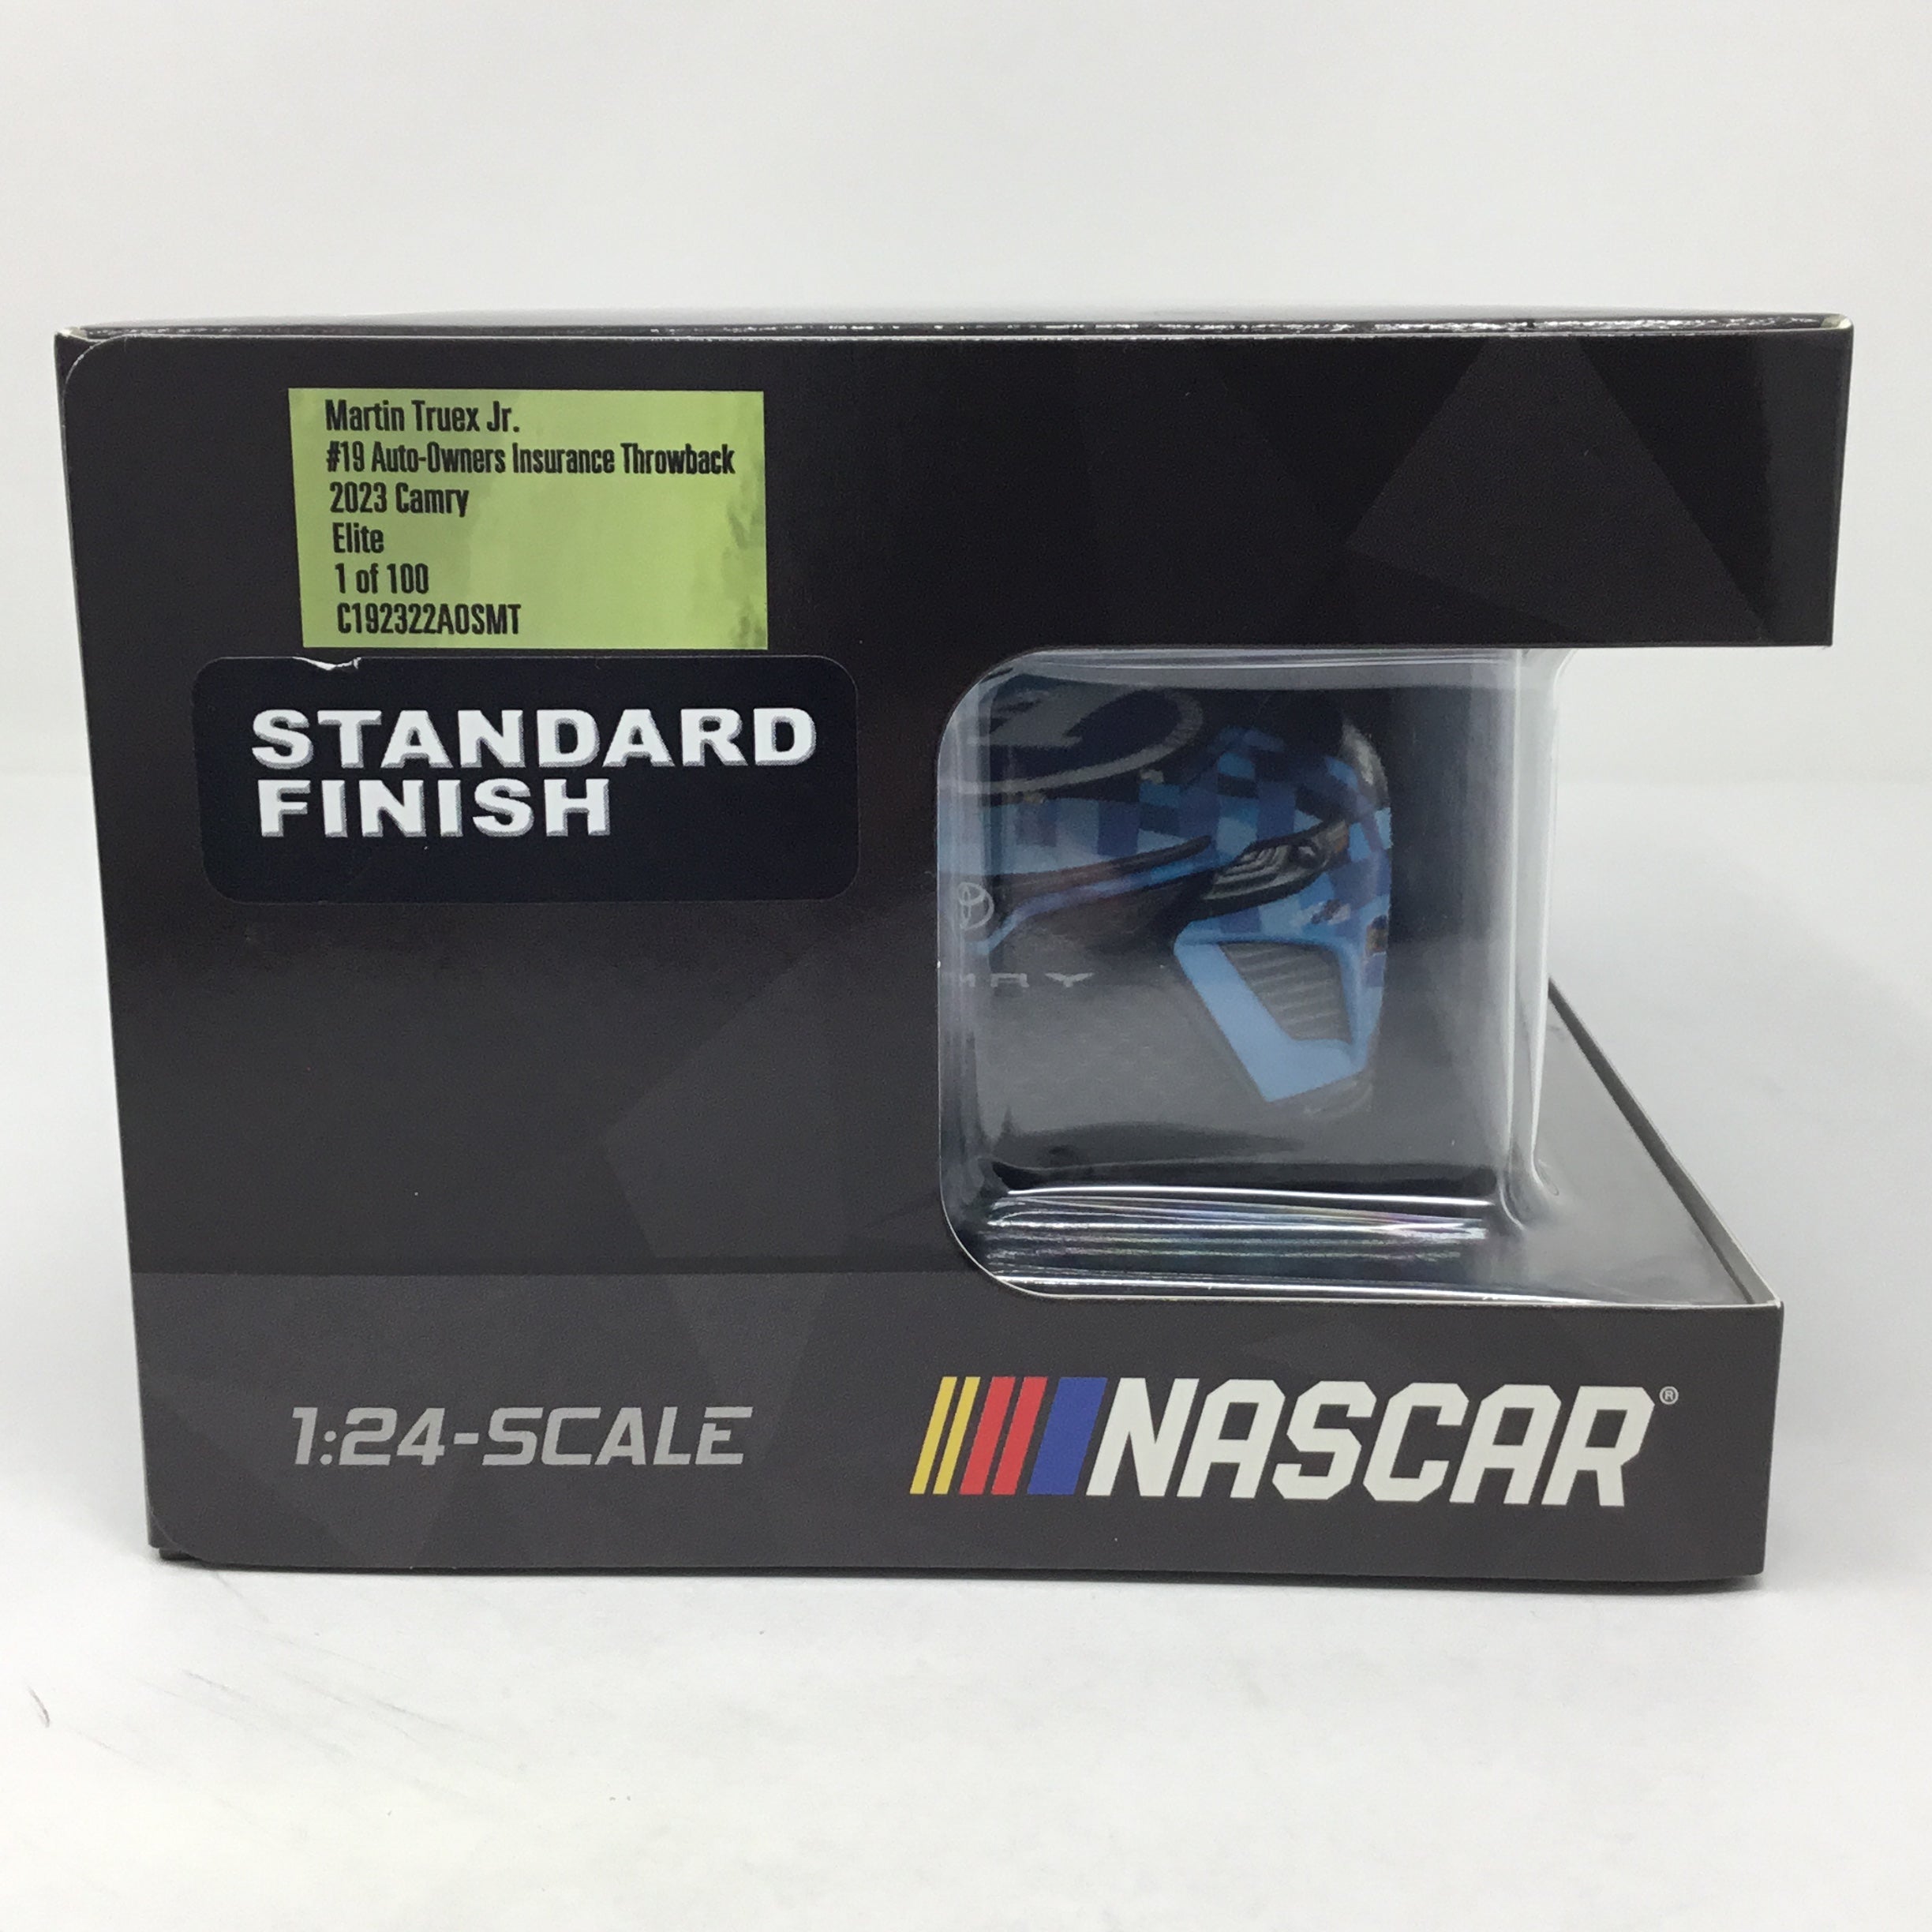 Martin Truex Jr.
#19 Auto-Owners Insurance Throwback
2023 Camry
Elite
1 of 100
C192322AOSMT
STANDARD
FINISH
1:24-SCALE
NASCAR®